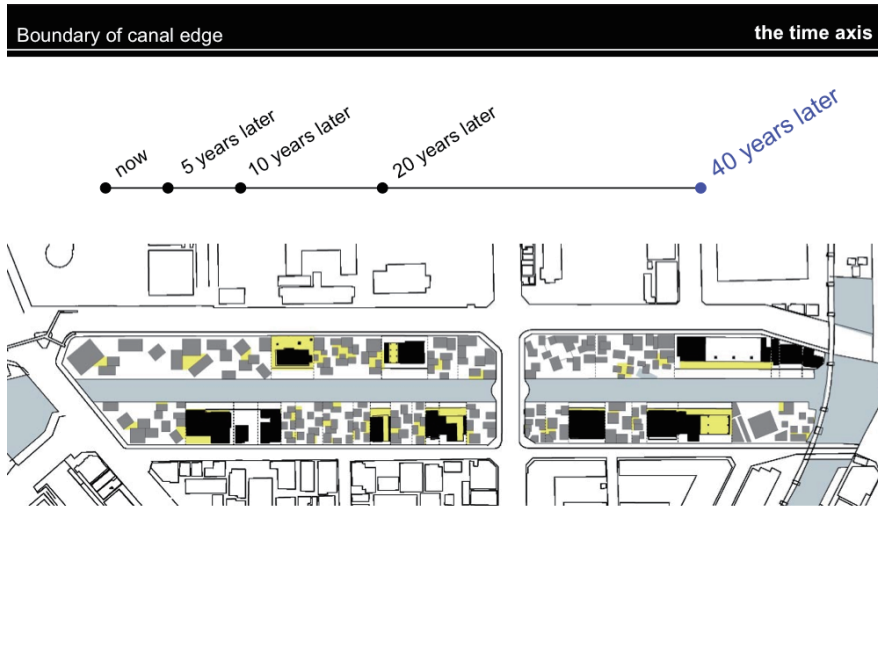 Boundary of canal edge
the time axis
now
5 years later
10 years later
20 years later
40 years later